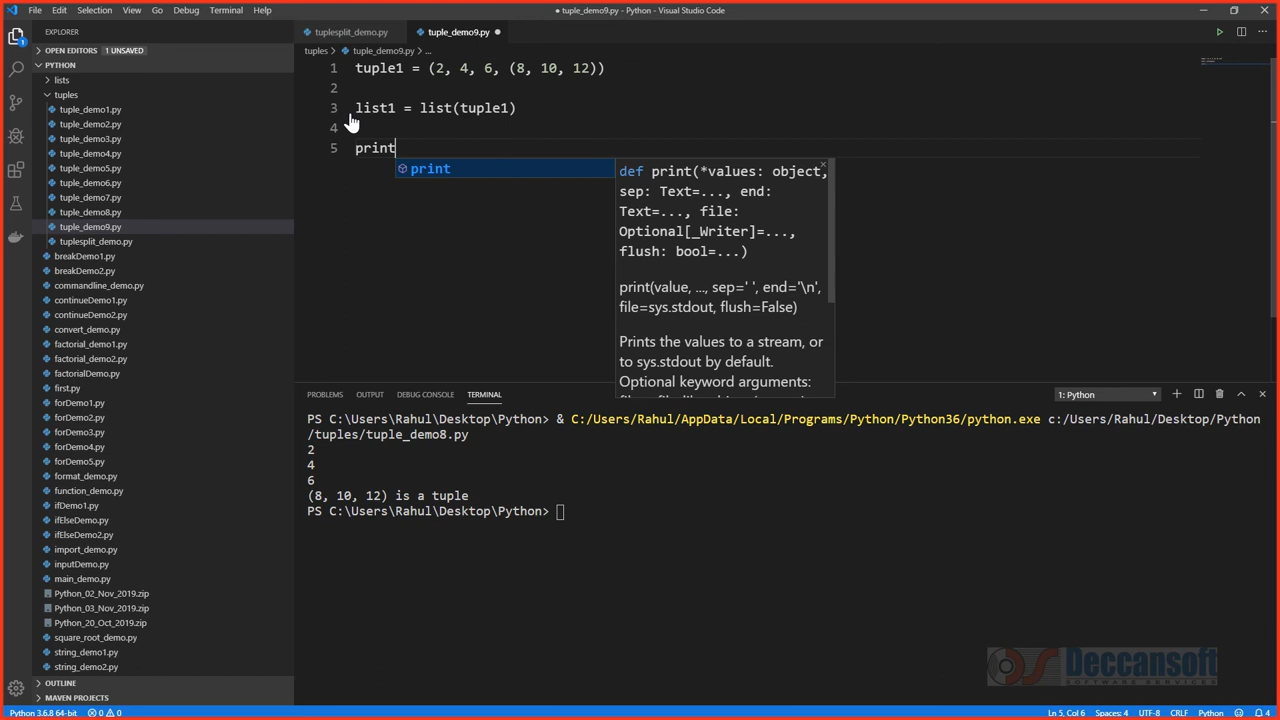 File Edit Selection View Go Debug Terminal Help
● tuple_demo9.py - Python - Visual Studio Code
EXPLORER
OPEN EDITORS 1 UNSAVED
PYTHON
lists
tuples
tuple_demo1.py
tuple_demo2.py
tuple_demo3.py
tuple_demo4.py
tuple_demo5.py
tuple_demo6.py
tuple_demo7.py
tuple_demo8.py
tuple_demo9.py
tuplesplit_demo.py
breakDemo1.py
breakDemo2.py
commandline_demo.py
continueDemo1.py
continueDemo2.py
convert_demo.py
factorial_demo1.py
factorial_demo2.py
factorialDemo.py
first.py
forDemo1.py
forDemo2.py
forDemo3.py
forDemo4.py
forDemo5.py
format_demo.py
function_demo.py
ifDemo1.py
ifElseDemo.py
ifElseDemo2.py
import_demo.py
inputDemo.py
main_demo.py
Python_02_Nov_2019.zip
Python_03_Nov_2019.zip
Python_20_Oct_2019.zip
square_root_demo.py
string_demo1.py
string_demo2.py
OUTLINE
MAVEN PROJECTS
tuplesplit_demo.py tuple_demo9.py
tuples > tuple_demo9.py > ...
1 tuple1 = (2, 4, 6, (8, 10, 12))
2
3 list1 = list(tuple1)
4
5 print
print
def print(*values: object,
sep: Text=..., end:
Text=..., file:
Optional[_Writer]=...,
flush: bool=...)
print(value, ..., sep=' ', end='\n',
file=sys.stdout, flush=False)
Prints the values to a stream, or
to sys.stdout by default.
Optional keyword arguments:
PROBLEMS OUTPUT DEBUG CONSOLE TERMINAL
1: Python
PS C:\Users\Rahul\Desktop\Python> & C:/Users/Rahul/AppData/Local/Programs/Python/Python36/python.exe c:/Users/Rahul/Desktop/Python
/tuples/tuple_demo8.py
2
4
6
(8, 10, 12) is a tuple
PS C:\Users\Rahul\Desktop\Python>
Deccansoft
SOFTWARE SERVICES
Python 3.6.8 64-bit 0 0
Ln 5, Col 6 Spaces: 4 UTF-8 CRLF Python 4